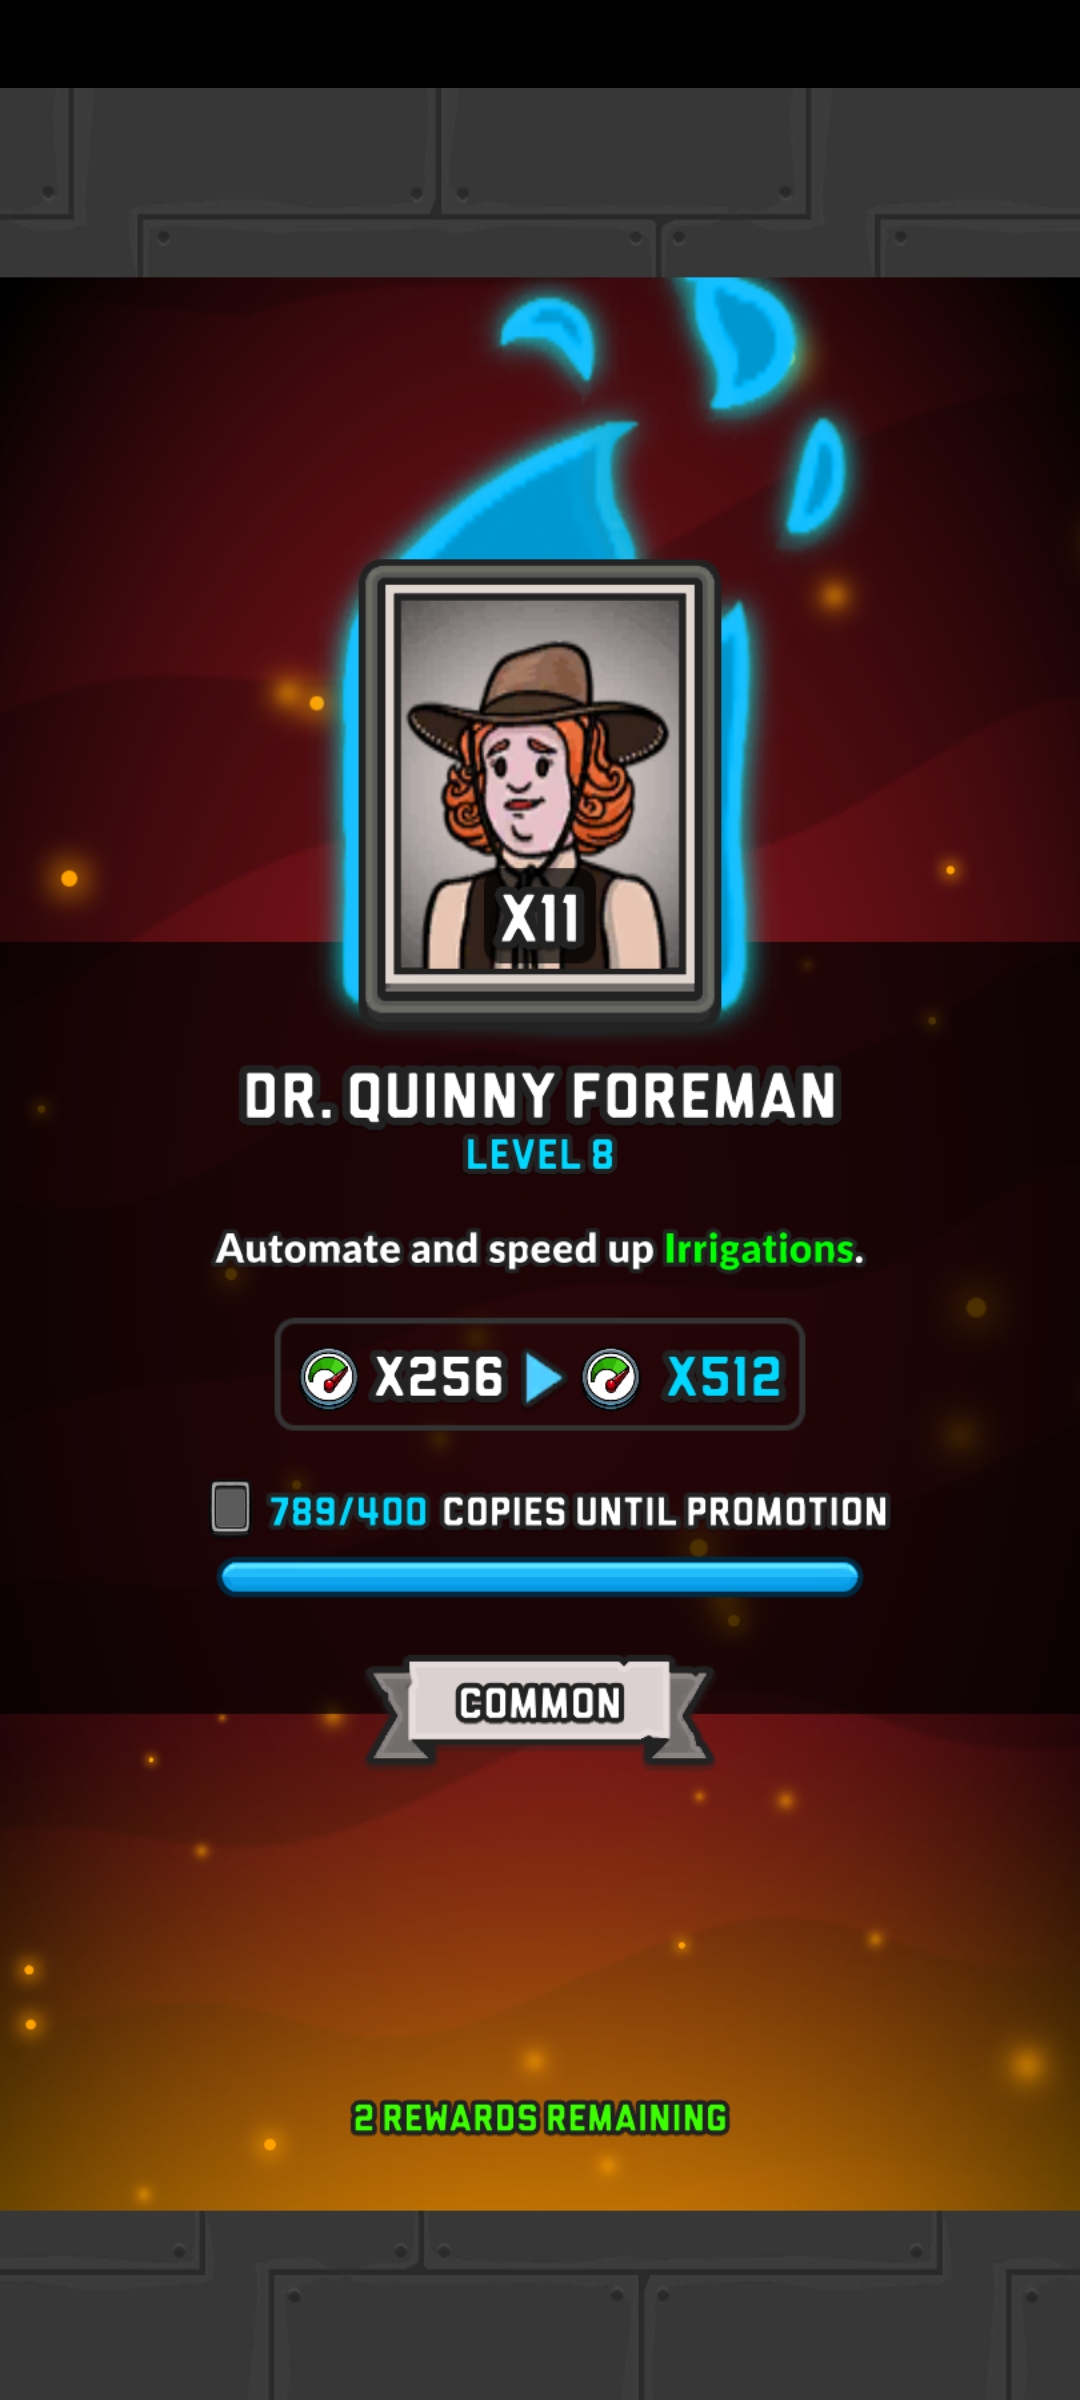 X11
DR. QUINNY FOREMAN
LEVEL 8
Automate and speed up Irrigations.
X256 X512
789/400 COPIES UNTIL PROMOTION
COMMON
2 REWARDS REMAINING